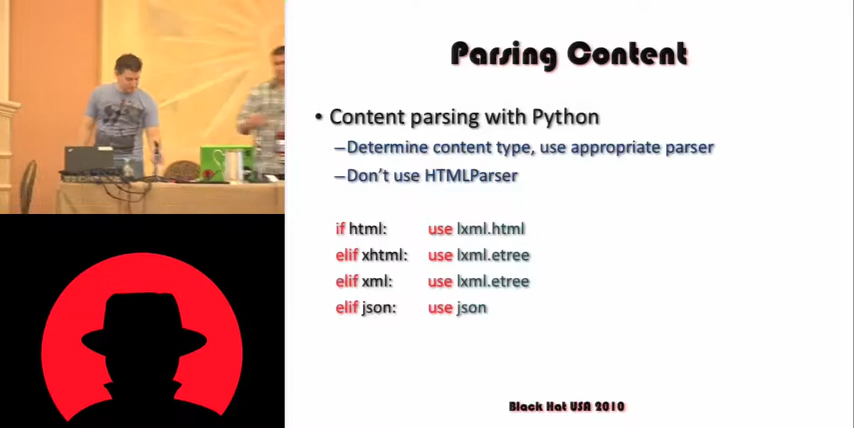 Parsing Content
• Content parsing with Python
–Determine content type, use appropriate parser
–Don't use HTMLParser
if html: use lxml.html
elif xhtml: use lxml.etree
elif xml: use lxml.etree
elif json: use json
Black Hat USA 2010